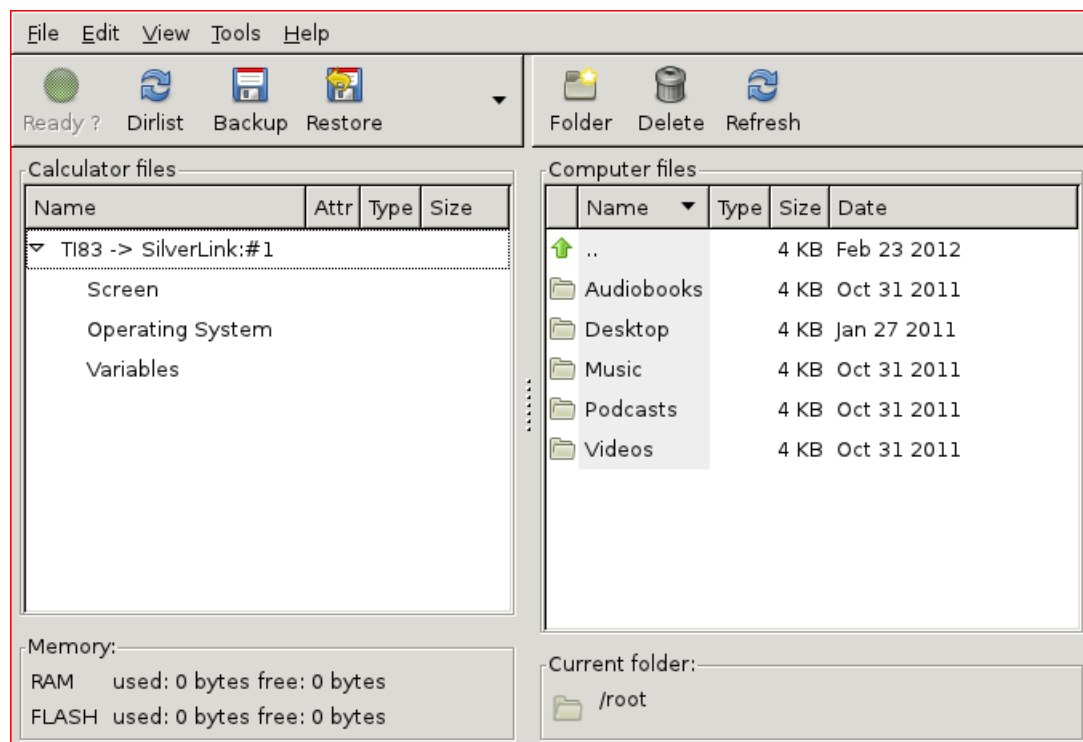 File Edit View Tools Help
Ready ? Dirlist Backup Restore
Folder Delete Refresh
Calculator files
Name Attr Type Size
TI83 -> SilverLink:#1
Screen
Operating System
Variables
Memory:
RAM used: 0 bytes free: 0 bytes
FLASH used: 0 bytes free: 0 bytes
Computer files
Name Type Size Date
.. 4 KB Feb 23 2012
Audiobooks 4 KB Oct 31 2011
Desktop 4 KB Jan 27 2011
Music 4 KB Oct 31 2011
Podcasts 4 KB Oct 31 2011
Videos 4 KB Oct 31 2011
Current folder:
/root